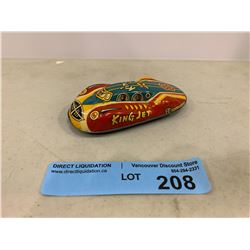 KING JET
DIRECT LIQUIDATION
www.directliquidation.ca
Vancouver Discount Store
604-294-2331
LOT 208